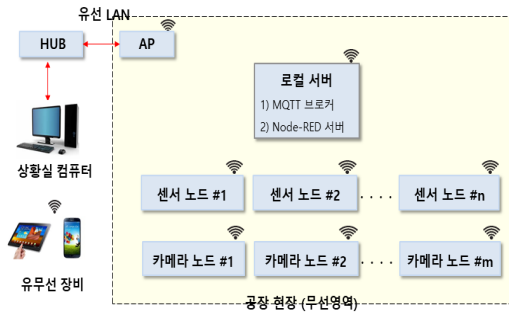 유선 LAN
HUB
AP
로컬 서버
1) MQTT 브로커
2) Node-RED 서버
상황실 컴퓨터
센서 노드 #1
센서 노드 #2
· · · ·
센서 노드 #n
카메라 노드 #1
카메라 노드 #2
· · · ·
카메라 노드 #m
유무선 장비
공장 현장 (무선영역)